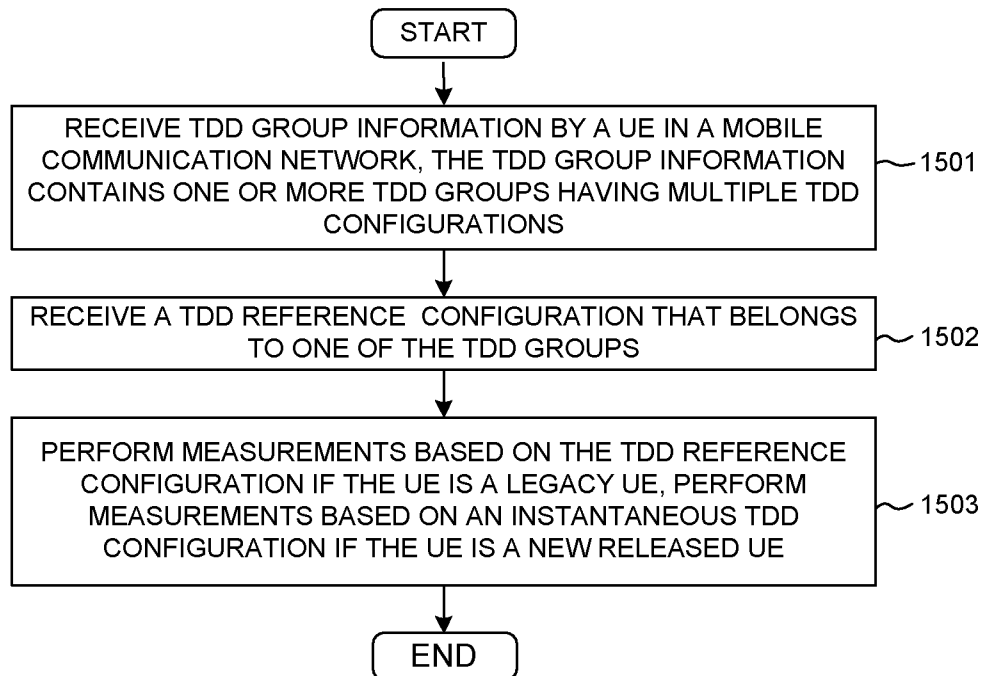 START
RECEIVE TDD GROUP INFORMATION BY A UE IN A MOBILE
COMMUNICATION NETWORK, THE TDD GROUP INFORMATION
CONTAINS ONE OR MORE TDD GROUPS HAVING MULTIPLE TDD
CONFIGURATIONS
1501
RECEIVE A TDD REFERENCE CONFIGURATION THAT BELONGS
TO ONE OF THE TDD GROUPS
1502
PERFORM MEASUREMENTS BASED ON THE TDD REFERENCE
CONFIGURATION IF THE UE IS A LEGACY UE, PERFORM
MEASUREMENTS BASED ON AN INSTANTANEOUS TDD
CONFIGURATION IF THE UE IS A NEW RELEASED UE
1503
END